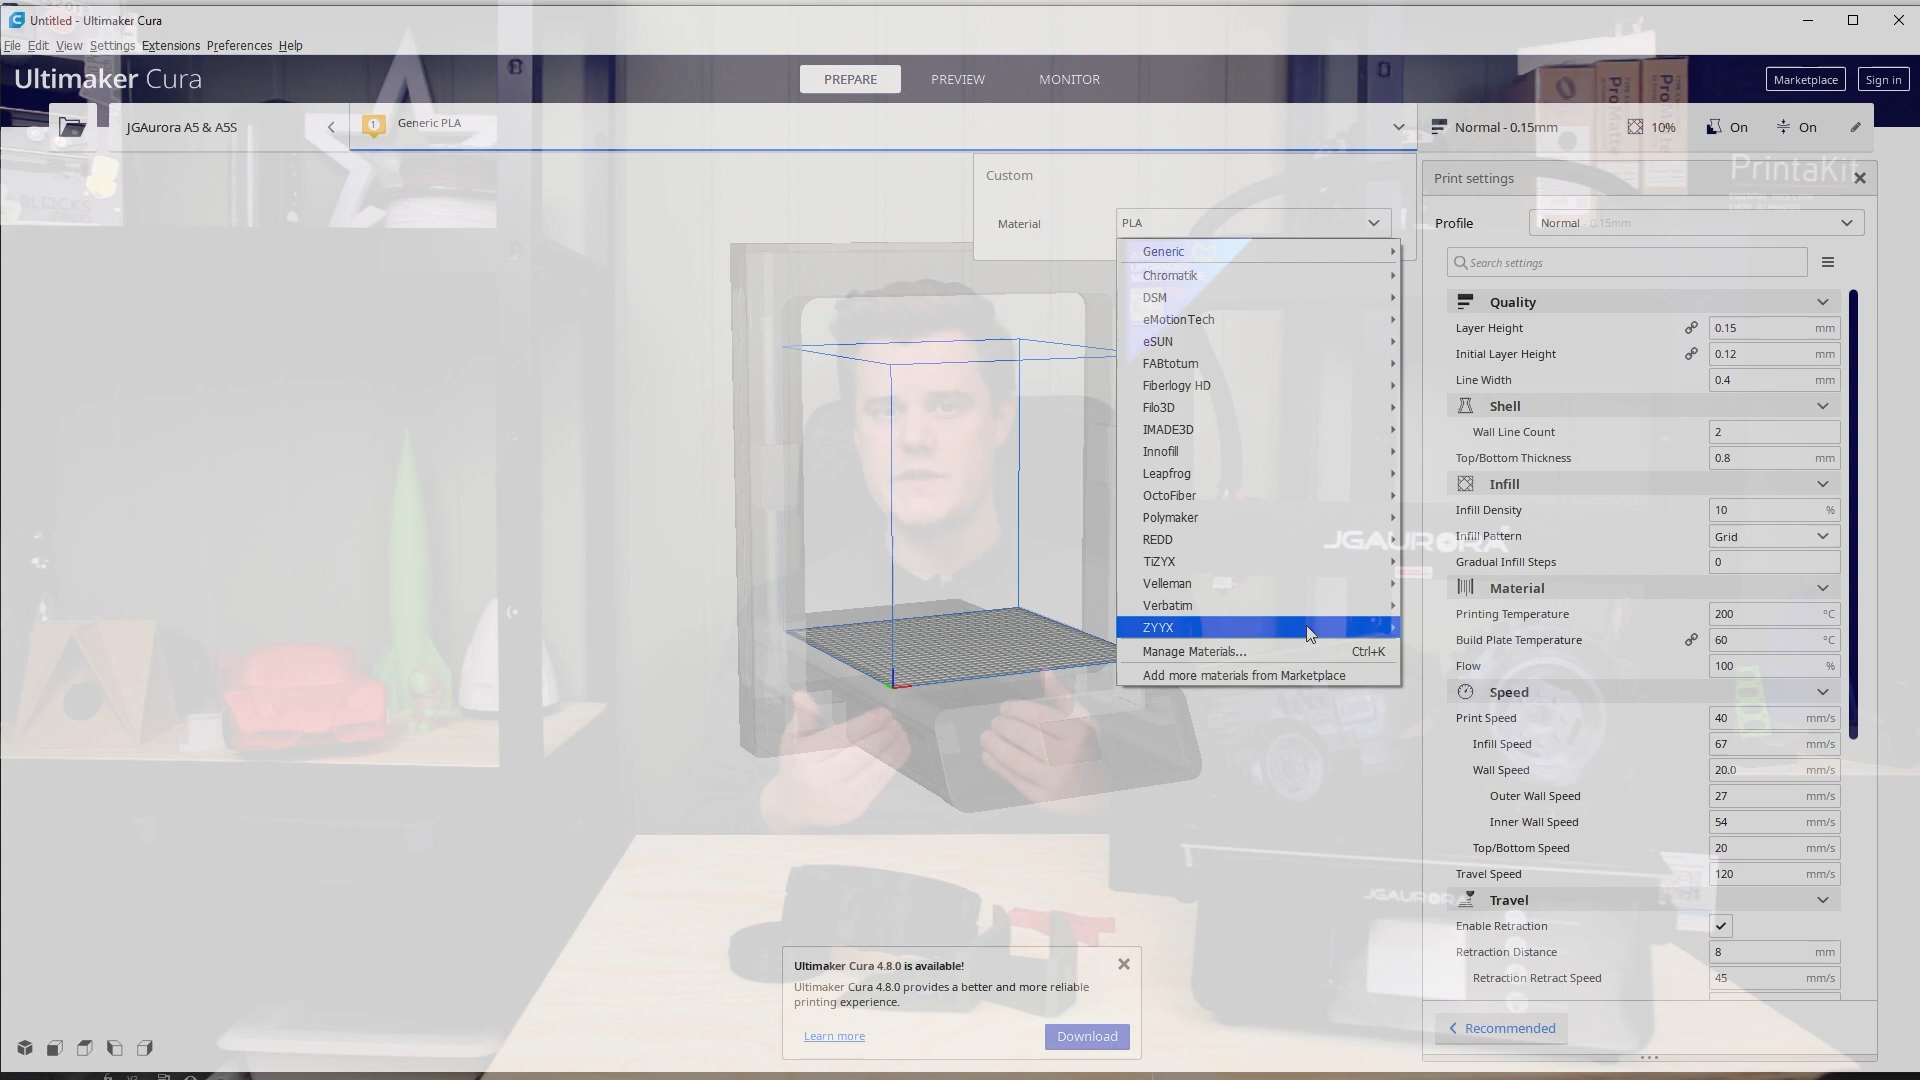 Untitled - Ultimaker Cura
File Edit View Settings Extensions Preferences Help
Ultimaker Cura
PREPARE
PREVIEW
MONITOR
Marketplace
Sign in
JGAurora A5 & A5S
1
Generic PLA
Normal - 0.15mm
10%
On
On
Custom
Material
PLA
Generic
Chromatik
DSM
eMotionTech
eSUN
FABtotum
Fiberlogy HD
Filo3D
IMADE3D
Innofill
Leapfrog
OctoFiber
Polymaker
REDD
TiZYX
Velleman
Verbatim
ZYYX
Manage Materials... Ctrl+K
Add more materials from Marketplace
Print settings
Profile
Normal - 0.15mm
Search settings
Quality
Layer Height 0.15 mm
Initial Layer Height 0.12 mm
Line Width 0.4 mm
Shell
Wall Line Count 2
Top/Bottom Thickness 0.8 mm
Infill
Infill Density 10 %
Infill Pattern Grid
Gradual Infill Steps 0
Material
Printing Temperature 200 °C
Build Plate Temperature 60 °C
Flow 100 %
Speed
Print Speed 40 mm/s
Infill Speed 67 mm/s
Wall Speed 20.0 mm/s
Outer Wall Speed 27 mm/s
Inner Wall Speed 54 mm/s
Top/Bottom Speed 20 mm/s
Travel Speed 120 mm/s
Travel
Enable Retraction
Retraction Distance 8 mm
Retraction Retract Speed 45 mm/s
Recommended
Ultimaker Cura 4.8.0 is available!
Ultimaker Cura 4.8.0 provides a better and more reliable
printing experience.
Learn more
Download
PrintaKit
ProMate
ProMate
JGAURORA
JGAURORA
BLOCKS